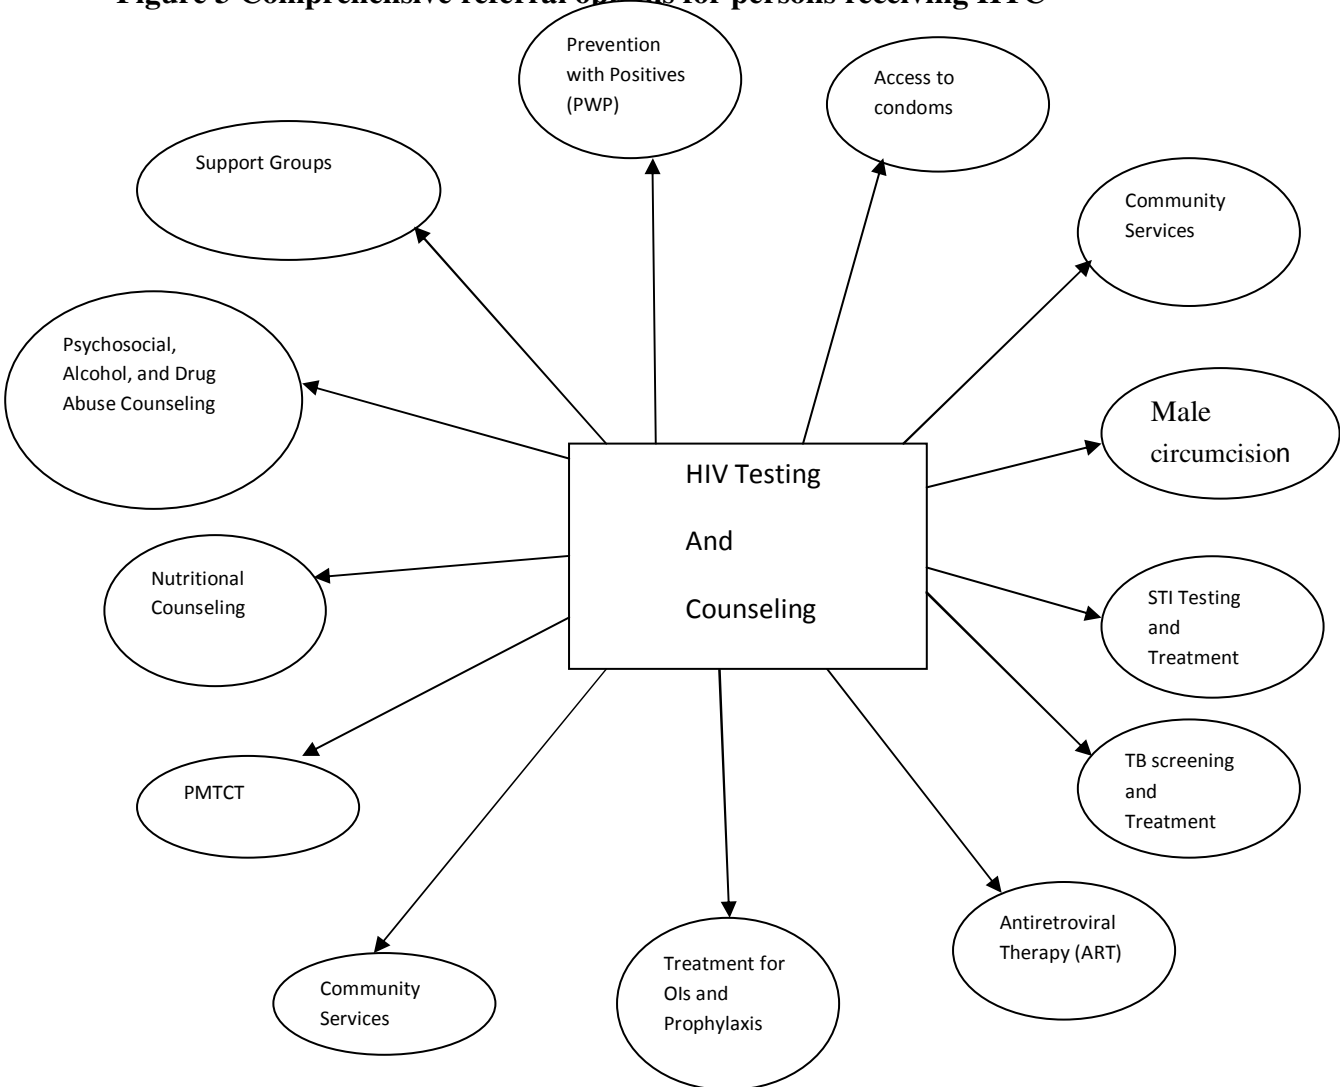 Prevention
with Positives
(PWP)
Access to
condoms
Support Groups
Community
Services
Psychosocial,
Alcohol, and Drug
Abuse Counseling
Male
circumcision
HIV Testing
And
Counseling
Nutritional
Counseling
STI Testing
and
Treatment
TB screening
and
Treatment
PMTCT
Antiretroviral
Therapy (ART)
Treatment for
OIs and
Prophylaxis
Community
Services